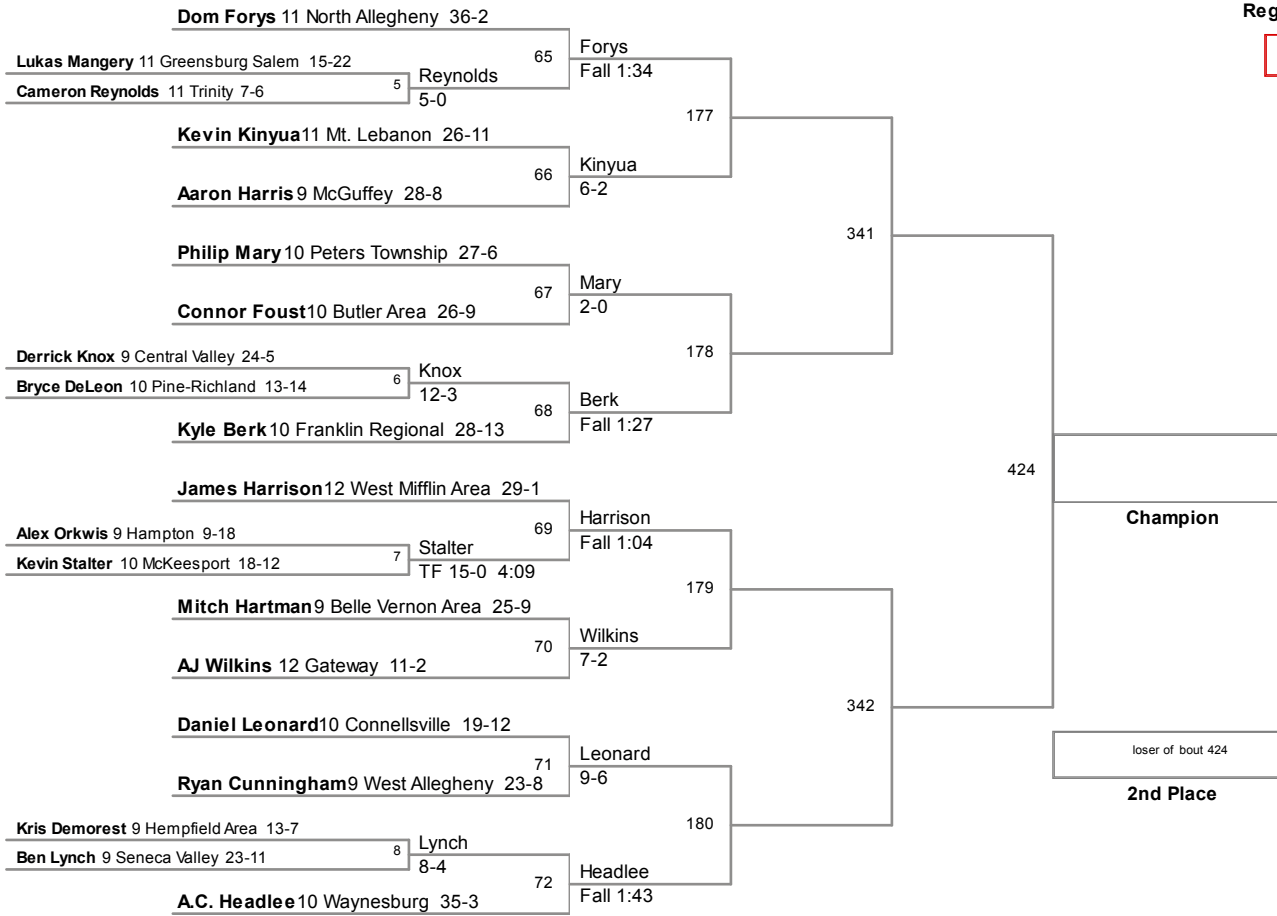 Reg
Dom Forys 11 North Allegheny 36-2
Lukas Mangery 11 Greensburg Salem 15-22
Cameron Reynolds 11 Trinity 7-6
5
Reynolds
5-0
65
Forys
Fall 1:34
Kevin Kinyua 11 Mt. Lebanon 26-11
Aaron Harris 9 McGuffey 28-8
66
Kinyua
6-2
177
Philip Mary 10 Peters Township 27-6
Connor Foust 10 Butler Area 26-9
67
Mary
2-0
Derrick Knox 9 Central Valley 24-5
Bryce DeLeon 10 Pine-Richland 13-14
6
Knox
12-3
Kyle Berk 10 Franklin Regional 28-13
68
Berk
Fall 1:27
178
341
James Harrison 12 West Mifflin Area 29-1
Alex Orkwis 9 Hampton 9-18
Kevin Stalter 10 McKeesport 18-12
7
Stalter
TF 15-0 4:09
69
Harrison
Fall 1:04
Mitch Hartman 9 Belle Vernon Area 25-9
AJ Wilkins 12 Gateway 11-2
70
Wilkins
7-2
179
Daniel Leonard 10 Connellsville 19-12
Ryan Cunningham 9 West Allegheny 23-8
71
Leonard
9-6
Kris Demorest 9 Hempfield Area 13-7
Ben Lynch 9 Seneca Valley 23-11
8
Lynch
8-4
A.C. Headlee 10 Waynesburg 35-3
72
Headlee
Fall 1:43
180
342
424
Champion
loser of bout 424
2nd Place